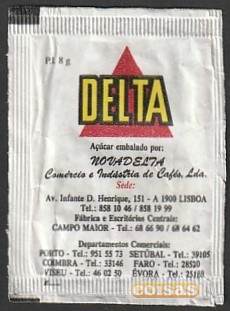 P.L 8 g
DELTA
Açúcar embalado por:
NOVADELTA
Comércio e Indústria de Cafés, Lda.
Sede:
Av. Infante D. Henrique, 151 - A 1900 LISBOA
Tel.: 858 10 46 / 858 19 99
Fábrica e Escritórios Centrais:
CAMPO MAIOR - Tel.: 68 66 90 / 68 64 62
Departamentos Comerciais:
PORTO - Tel.: 951 55 73 SETÚBAL - Tel.: 39105
COIMBRA - Tel.: 33146 FARO - Tel.: 28520
VISEU - Tel.: 46 02 50 ÉVORA - Tel.: 25188
corsas